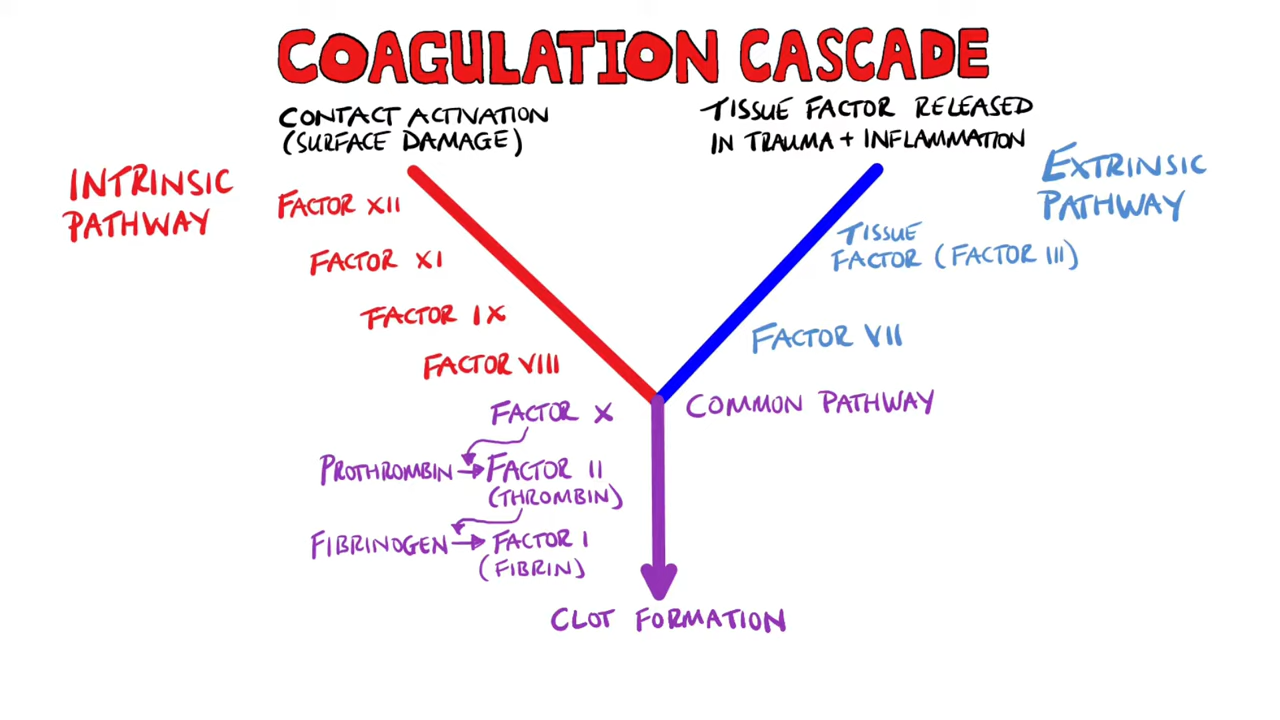 COAGULATION CASCADE
CONTACT ACTIVATION
(SURFACE DAMAGE)
TISSUE FACTOR RELEASED
IN TRAUMA + INFLAMMATION
INTRINSIC
PATHWAY
EXTRINSIC
PATHWAY
FACTOR XII
FACTOR XI
FACTOR IX
FACTOR VIII
TISSUE
FACTOR (FACTOR III)
FACTOR VII
COMMON PATHWAY
FACTOR X
PROTHROMBIN → FACTOR II
(THROMBIN)
FIBRINOGEN → FACTOR I
(FIBRIN)
CLOT FORMATION